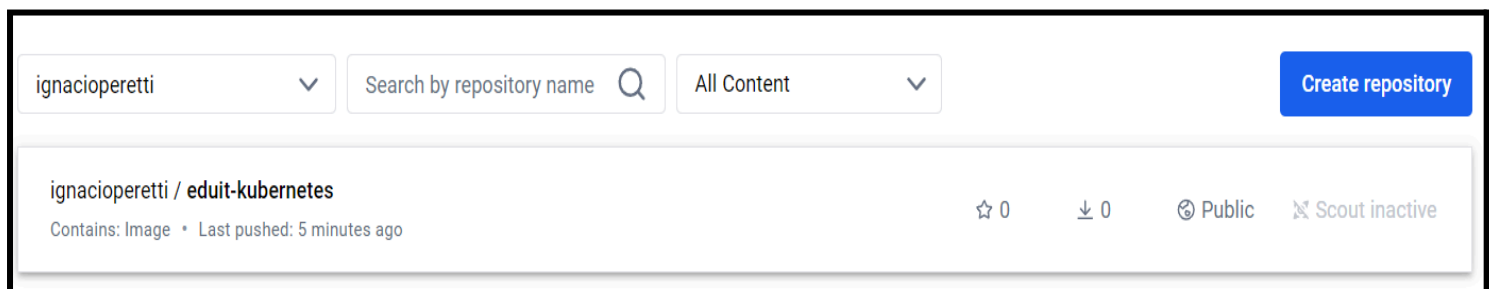 ignacioperetti Search by repository name All Content Create repository
ignacioperetti / eduit-kubernetes
Contains: Image • Last pushed: 5 minutes ago
0 0 Public Scout inactive